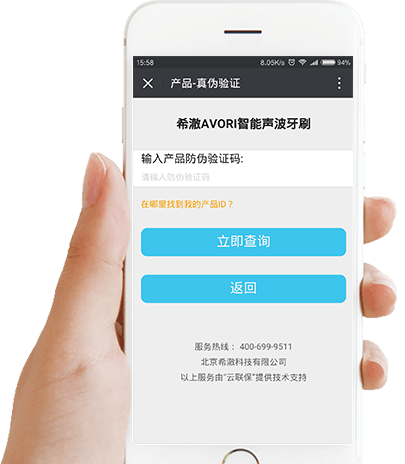 15:58 8.05K/s 94%
产品-真伪验证
希澈AVORI智能声波牙刷
输入产品防伪验证码:
请输入防伪验证码
在哪里找到我的产品ID？
立即查询
返回
服务热线： 400-699-9511
北京希澈科技有限公司
以上服务由“云联保”提供技术支持